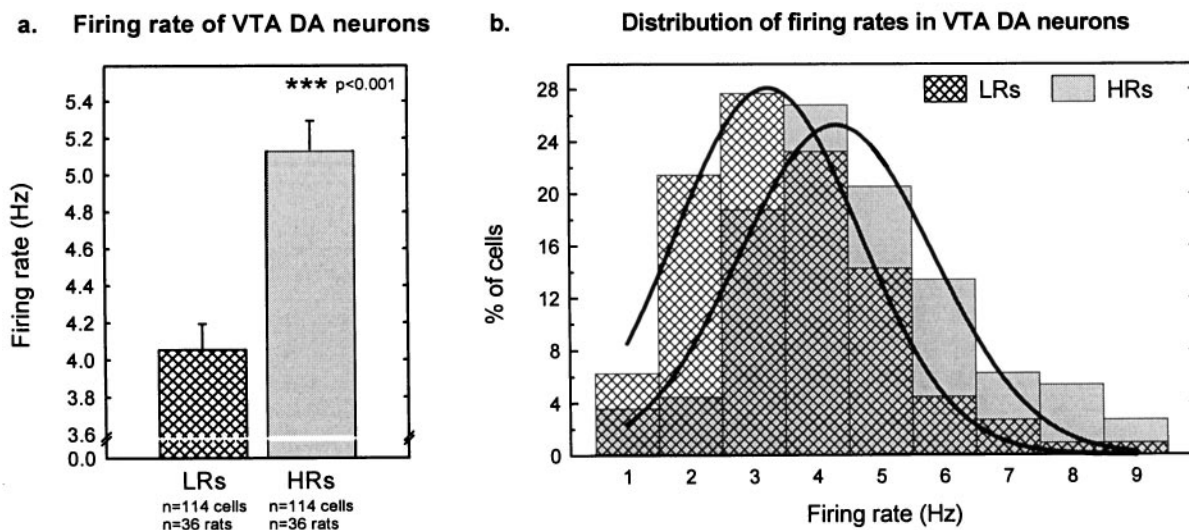 a. Firing rate of VTA DA neurons
*** p<0.001
Firing rate (Hz)
5.4
5.2
5.0
4.8
4.6
4.4
4.2
4.0
3.8
3.6
0.0
LRs
HRs
n=114 cells
n=36 rats
n=114 cells
n=36 rats
b. Distribution of firing rates in VTA DA neurons
LRs
HRs
% of cells
28
24
20
16
12
8
4
0
1 2 3 4 5 6 7 8 9
Firing rate (Hz)